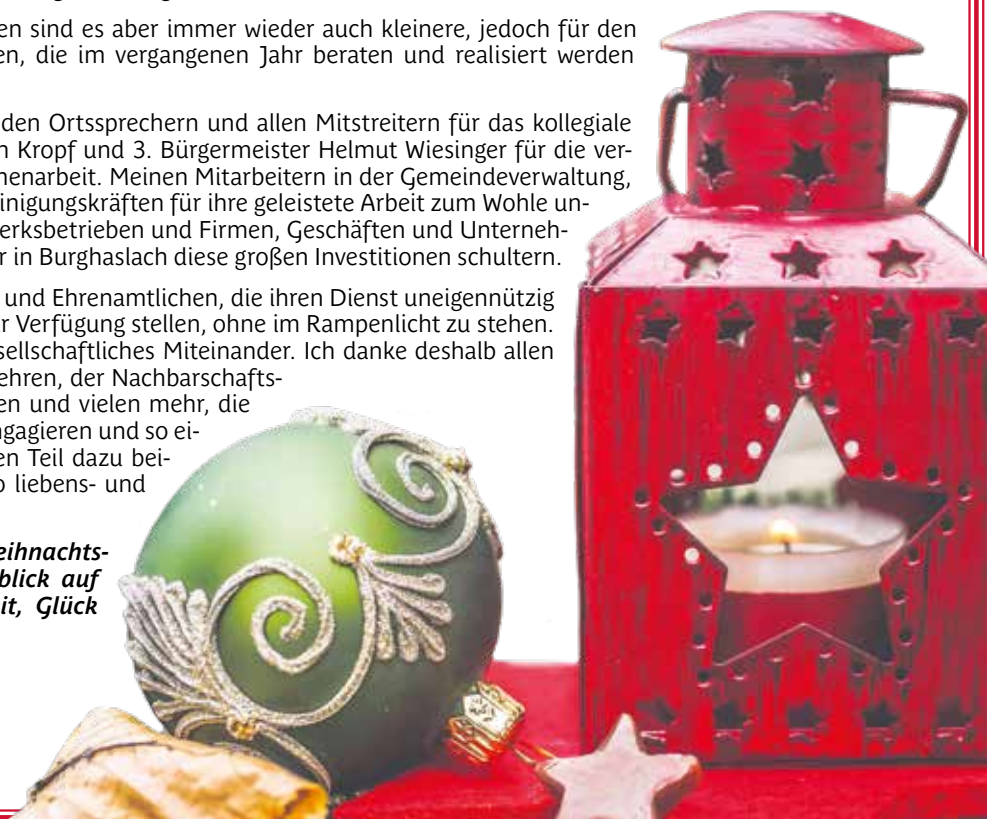 en sind es aber immer wieder auch kleinere, jedoch für den
en, die im vergangenen Jahr beraten und realisiert werden
den Ortssprechern und allen Mitstreitern für das kollegiale
n Kropf und 3. Bürgermeister Helmut Wiesinger für die ver-
menarbeit. Meinen Mitarbeitern in der Gemeindeverwaltung,
inigungskräften für ihre geleistete Arbeit zum Wohle un-
erksbetrieben und Firmen, Geschäften und Unterneh-
r in Burghaslach diese großen Investitionen schultern.
und Ehrenamtlichen, die ihren Dienst uneigennützig
r Verfügung stellen, ohne im Rampenlicht zu stehen.
sellschaftliches Miteinander. Ich danke deshalb allen
ehren, der Nachbarschafts-
en und vielen mehr, die
ngagieren und so ei-
en Teil dazu bei-
o liebens- und
eihnachts-
blick auf
it, Glück